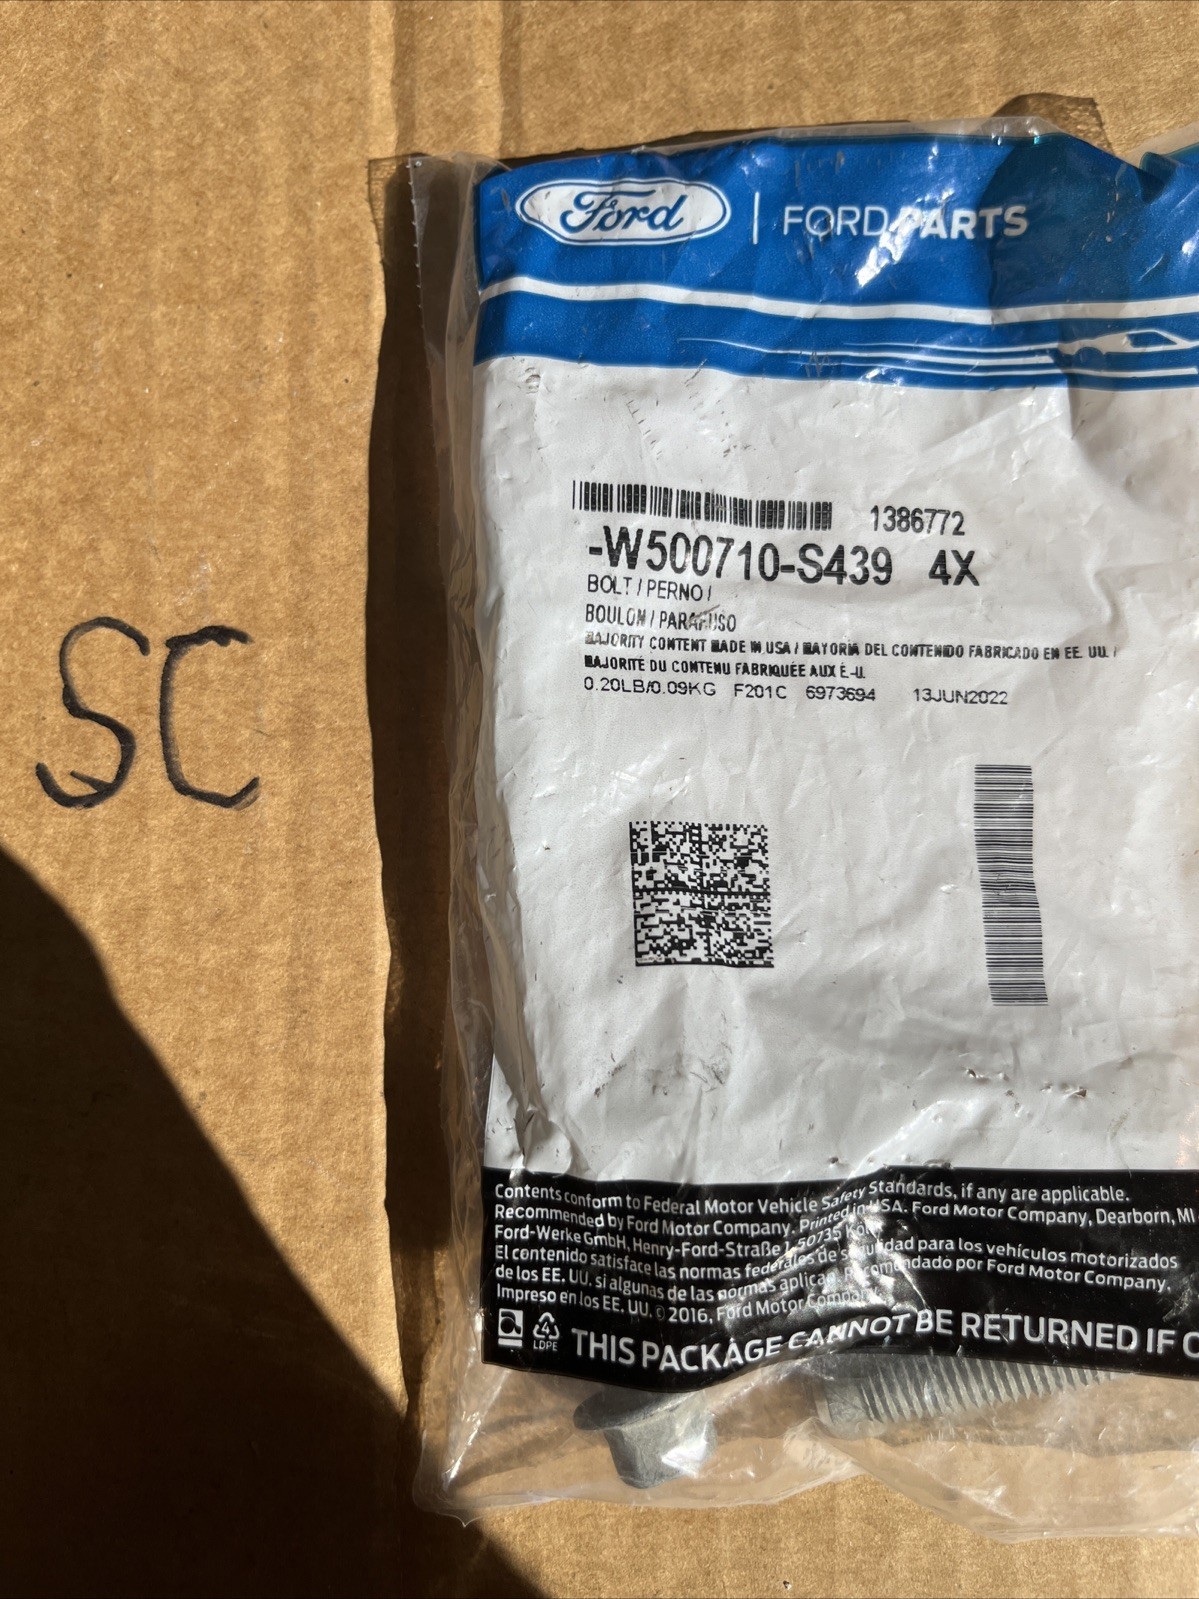 Ford | FORD PARTS
1386772
-W500710-S439 4X
BOLT / PERNO /
BOULON / PARAFUSO
MAJORITY CONTENT MADE IN USA / MAYORIA DEL CONTENIDO FABRICADO EN EE. UU. /
MAJORITÉ DU CONTENU FABRIQUÉE AUX É.-U.
0.20LB/0.09KG F201C 6973694 13JUN2022
SC
Contents conform to Federal Motor Vehicle Safety Standards, if any are applicable.
Recommended by Ford Motor Company. Printed in USA. Ford Motor Company, Dearborn, MI
Ford-Werke GmbH, Henry-Ford-Straße 1, 50735 Köln
El contenido satisface las normas federales de seguridad para los vehículos motorizados
de los EE. UU. si algunas de las normas aplican. Recomendado por Ford Motor Company.
Impreso en los EE. UU. © 2016, Ford Motor Company
4
LDPE
THIS PACKAGE CANNOT BE RETURNED IF